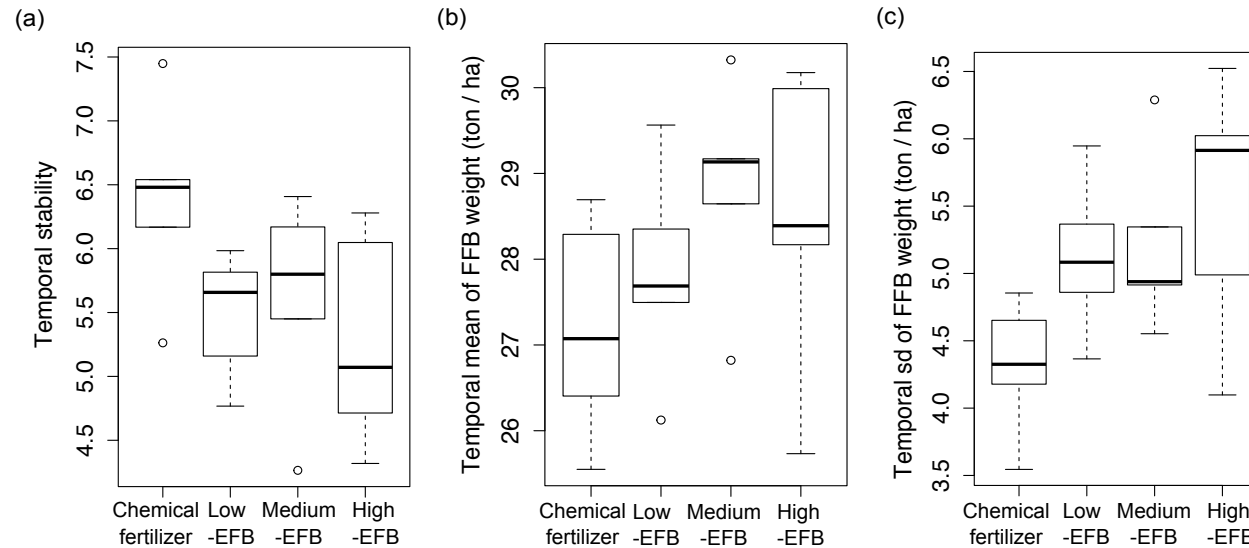 (a)
Temporal stability
7.5
7.0
6.5
6.0
5.5
5.0
4.5
Chemical Low Medium High
fertilizer -EFB -EFB -EFB
(b)
Temporal mean of FFB weight (ton / ha)
30
29
28
27
26
Chemical Low Medium High
fertilizer -EFB -EFB -EFB
(c)
Temporal sd of FFB weight (ton / ha)
6.5
6.0
5.5
5.0
4.5
4.0
3.5
Chemical Low Medium High
fertilizer -EFB -EFB -EFB